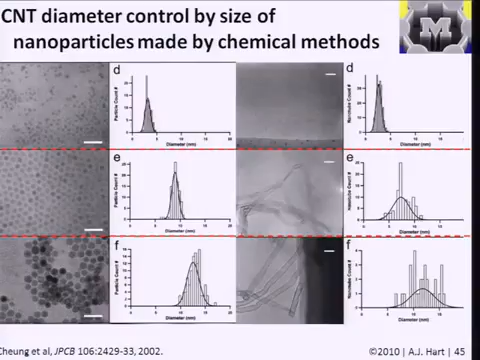 CNT diameter control by size of
nanoparticles made by chemical methods
M
d
Particle Count #
Diameter (nm)
d
Nanotube Count #
Diameter (nm)
e
Particle Count #
Diameter (nm)
e
Nanotube Count #
Diameter (nm)
f
Particle Count #
Diameter (nm)
f
Nanotube Count #
Diameter (nm)
Cheung et al, JPCB 106:2429-33, 2002.
©2010 | A.J. Hart | 45